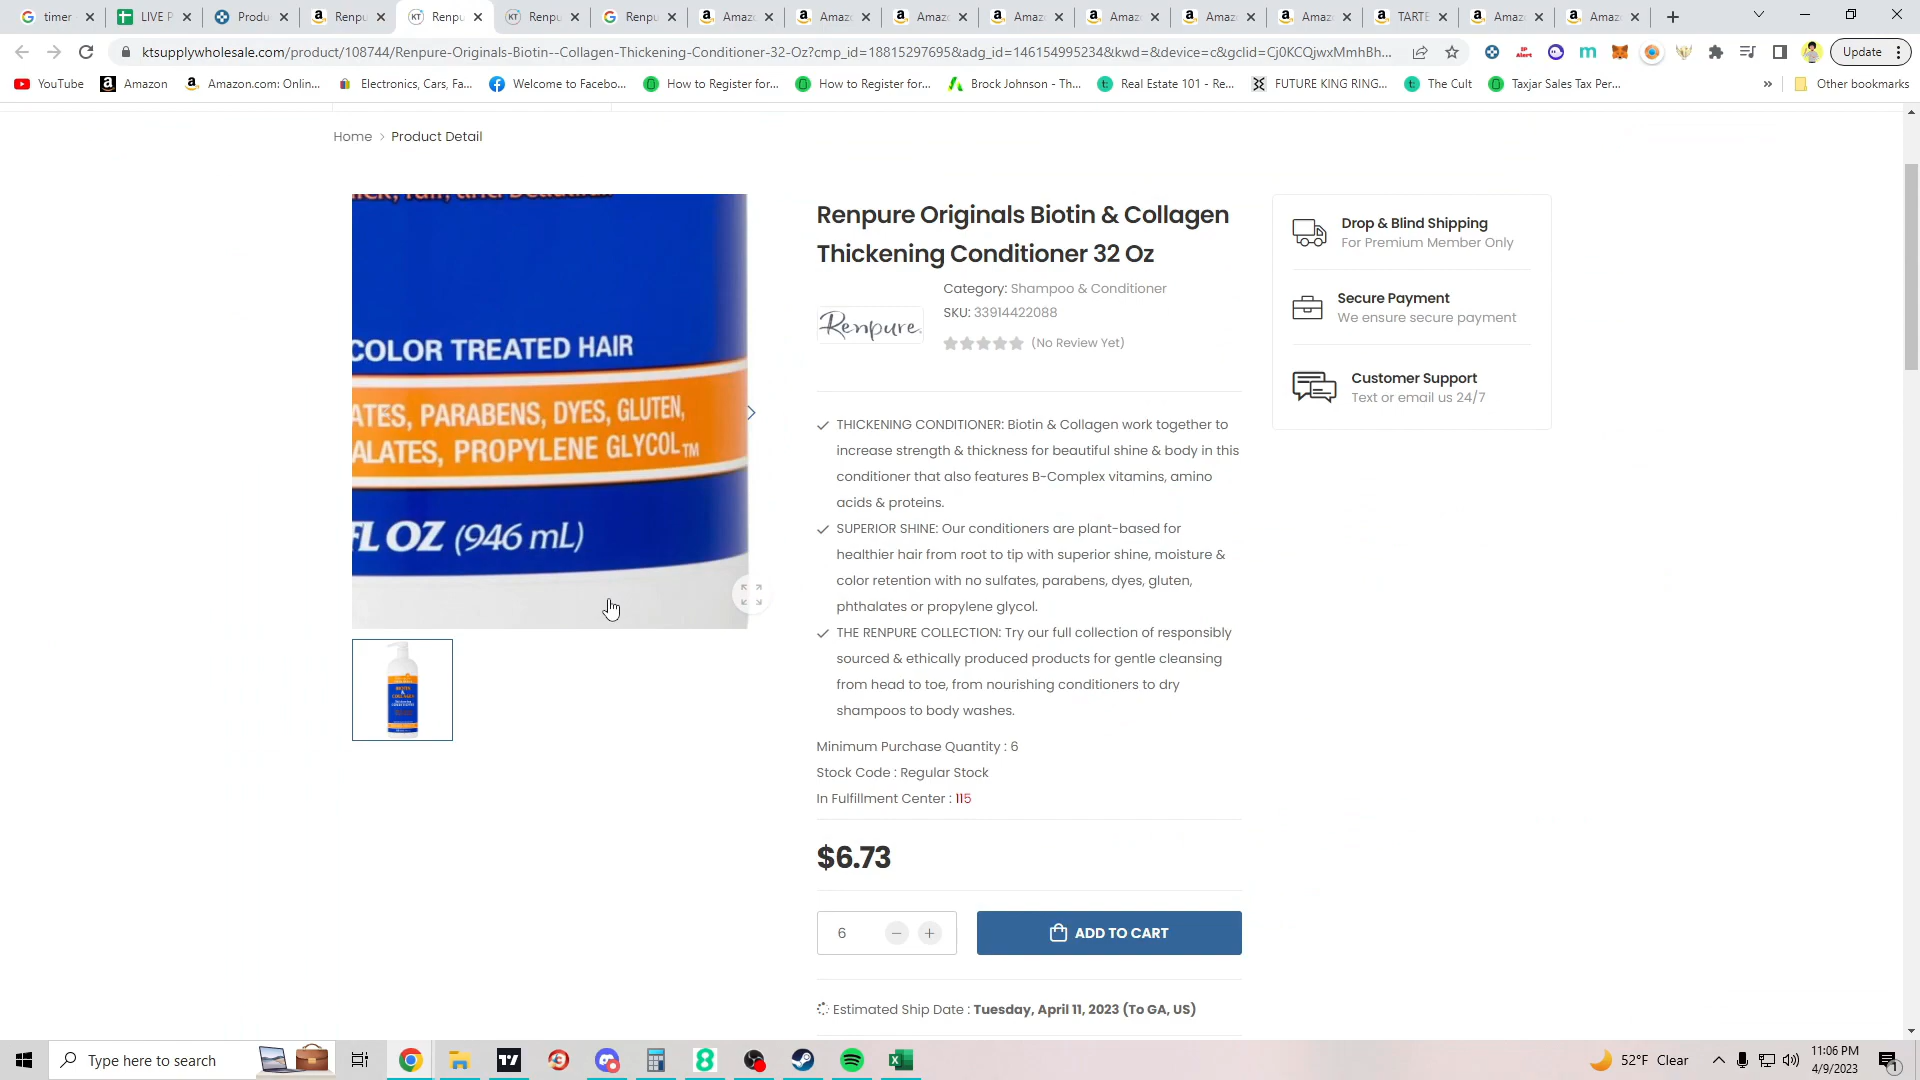 timer
LIVE P
Produ
Renpu
Renpu
Renpu
Renpu
Amaz
Amaz
Amaz
Amaz
Amaz
Amaz
Amaz
TARTE
Amaz
Amaz
ktsupplywholesale.com/product/108744/Renpure-Originals-Biotin--Collagen-Thickening-Conditioner-32-Oz?cmp_id=18815297695&adg_id=146154995234&kwd=&device=c&gclid=Cj0KCQjwxMmhBh...
Update
YouTube
Amazon
Amazon.com: Onlin...
Electronics, Cars, Fa...
Welcome to Facebo...
How to Register for...
How to Register for...
Brock Johnson - Th...
Real Estate 101 - Re...
FUTURE KING RING...
The Cult
Taxjar Sales Tax Per...
»
Other bookmarks
Home > Product Detail
COLOR TREATED HAIR
ATES, PARABENS, DYES, GLUTEN,
ALATES, PROPYLENE GLYCOL™
FL OZ (946 mL)
Renpure Originals Biotin & Collagen
Thickening Conditioner 32 Oz
Renpure.
Category: Shampoo & Conditioner
SKU: 33914422088
(No Review Yet)
THICKENING CONDITIONER: Biotin & Collagen work together to
increase strength & thickness for beautiful shine & body in this
conditioner that also features B-Complex vitamins, amino
acids & proteins.
SUPERIOR SHINE: Our conditioners are plant-based for
healthier hair from root to tip with superior shine, moisture &
color retention with no sulfates, parabens, dyes, gluten,
phthalates or propylene glycol.
THE RENPURE COLLECTION: Try our full collection of responsibly
sourced & ethically produced products for gentle cleansing
from head to toe, from nourishing conditioners to dry
shampoos to body washes.
Minimum Purchase Quantity : 6
Stock Code : Regular Stock
In Fulfillment Center : 115
$6.73
6 − +
ADD TO CART
Estimated Ship Date : Tuesday, April 11, 2023 (To GA, US)
Drop & Blind Shipping
For Premium Member Only
Secure Payment
We ensure secure payment
Customer Support
Text or email us 24/7
Type here to search
52°F Clear
11:06 PM
4/9/2023